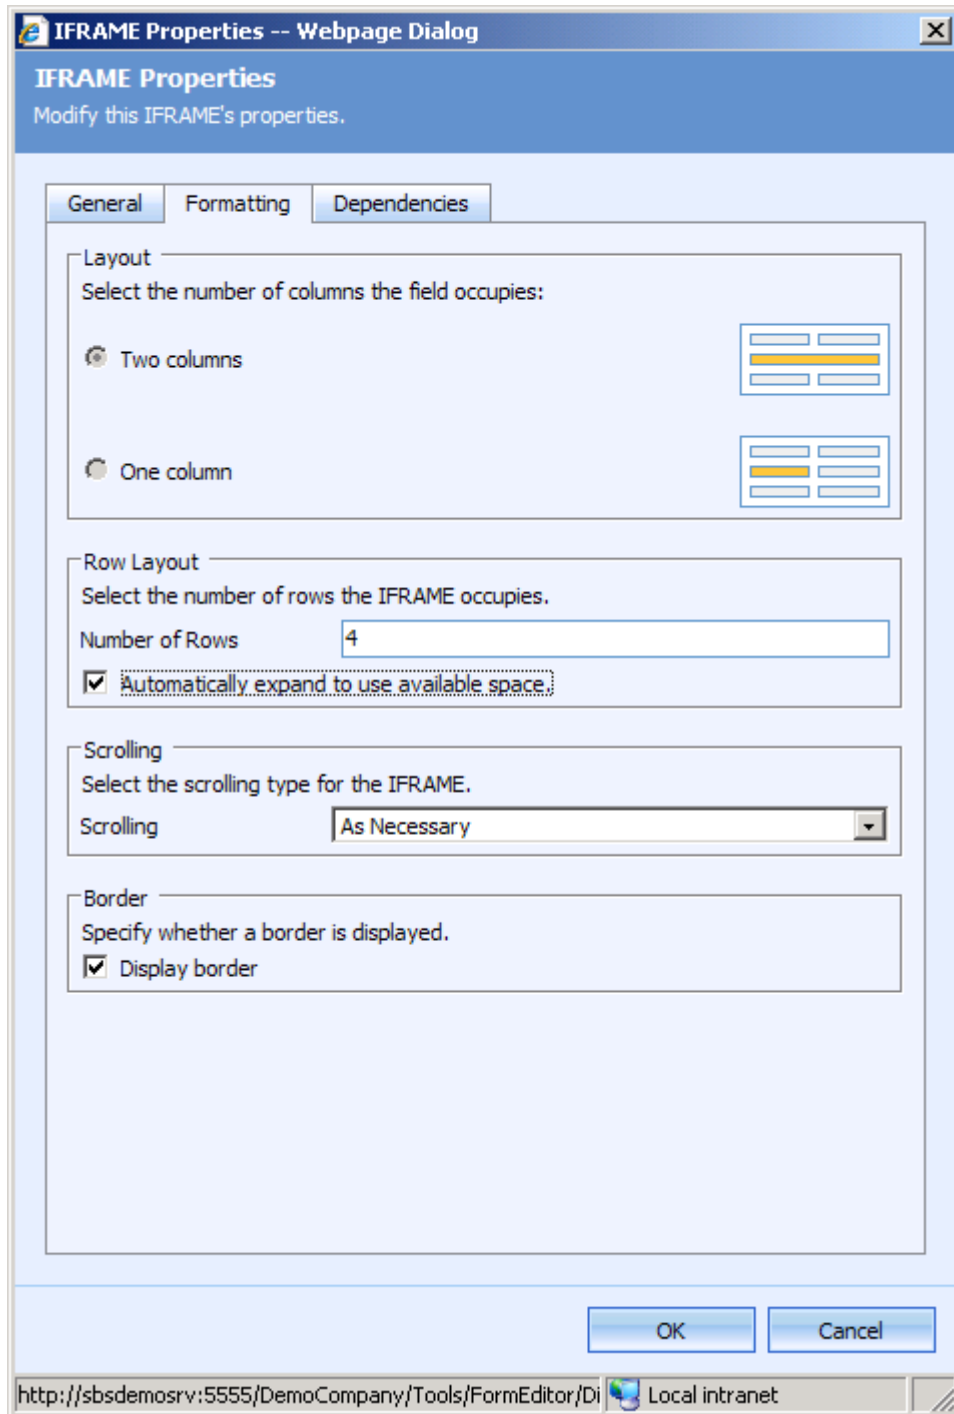 IFRAME Properties -- Webpage Dialog
IFRAME Properties
Modify this IFRAME's properties.
General Formatting Dependencies
Layout
Select the number of columns the field occupies:
Two columns
One column
Row Layout
Select the number of rows the IFRAME occupies.
Number of Rows 4
Automatically expand to use available space.
Scrolling
Select the scrolling type for the IFRAME.
Scrolling As Necessary
Border
Specify whether a border is displayed.
Display border
OK Cancel
http://sbsdemosrv:5555/DemoCompany/Tools/FormEditor/Di Local intranet